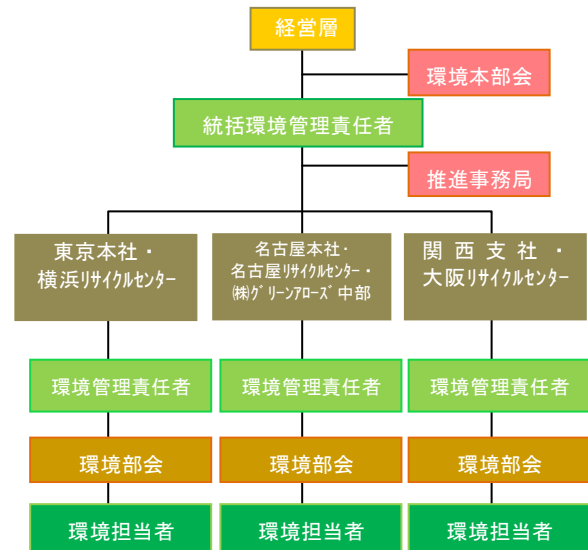 経営層
環境本部会
統括環境管理責任者
推進事務局
東京本社・
横浜ﾘｻｲｸﾙｾﾝﾀｰ
名古屋本社・
名古屋ﾘｻｲｸﾙｾﾝﾀｰ・
㈱ｸﾞﾘｰﾝｱﾛｰｽﾞ中部
関西支社・
大阪ﾘｻｲｸﾙｾﾝﾀｰ
環境管理責任者
環境管理責任者
環境管理責任者
環境部会
環境部会
環境部会
環境担当者
環境担当者
環境担当者